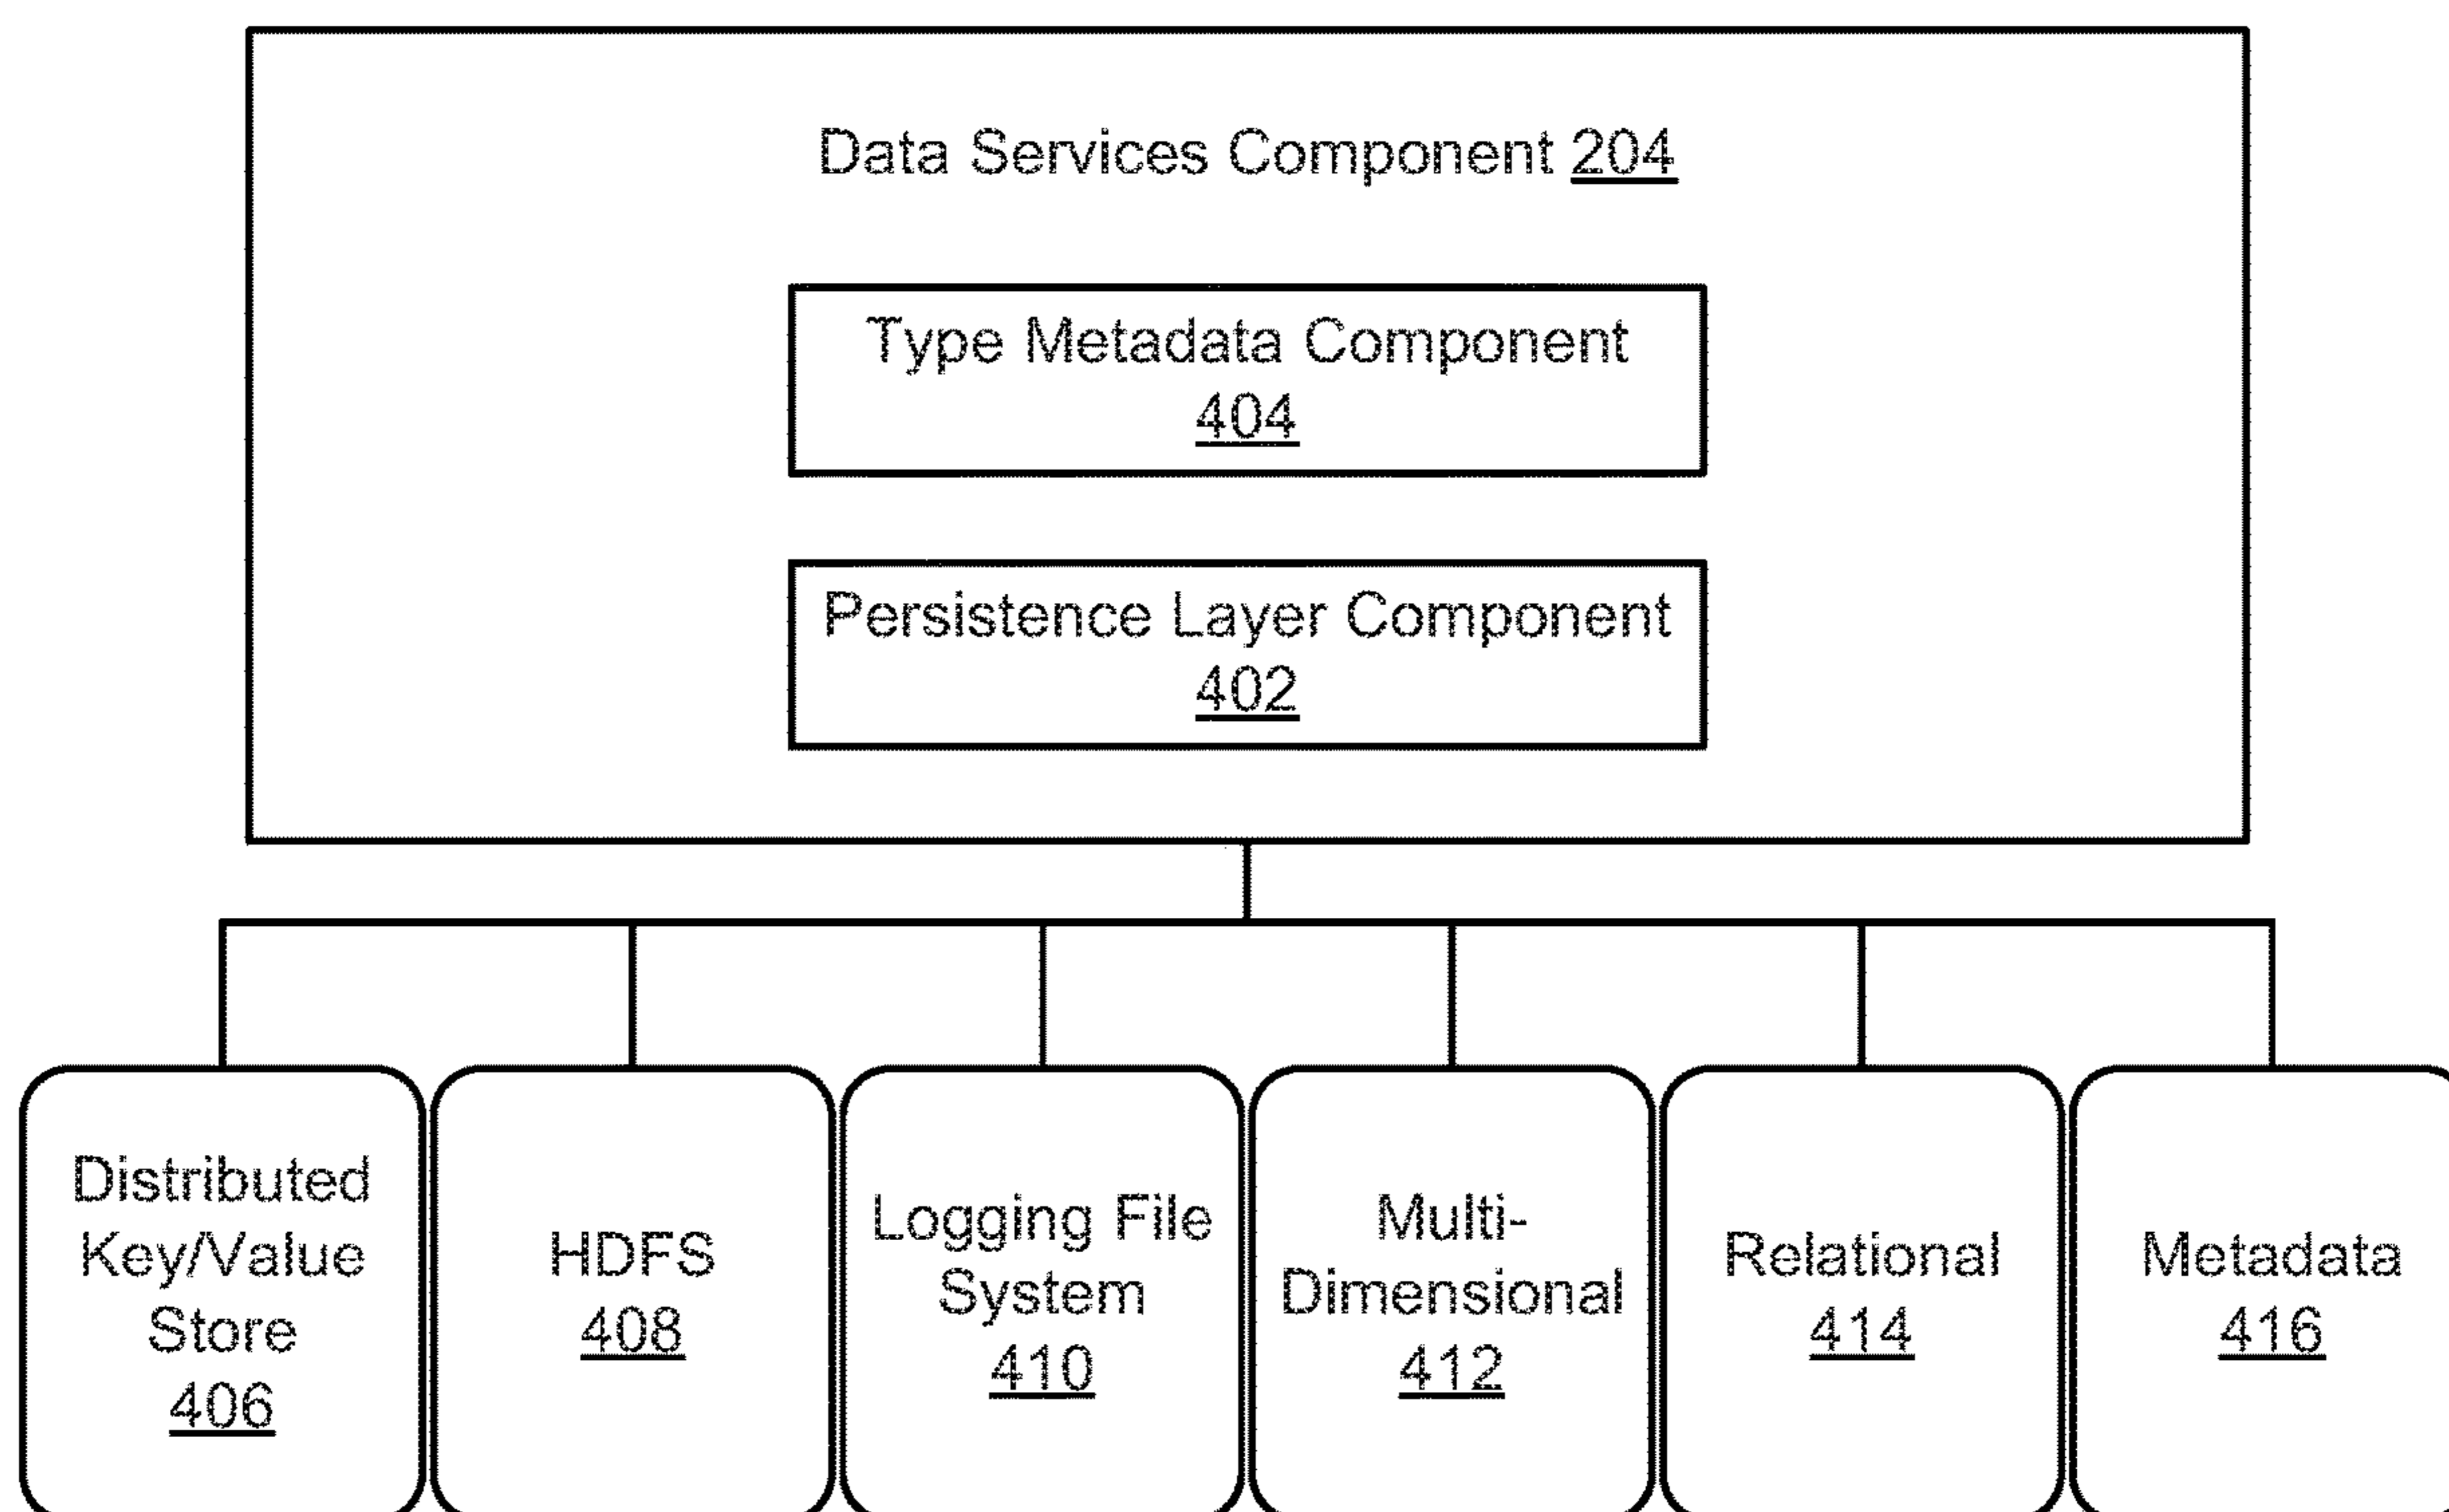 Data Services Component 204
Type Metadata Component
404
Persistence Layer Component
402
Distributed
Key/Value
Store
406
HDFS
408
Logging File
System
410
Multi-
Dimensional
412
Relational
414
Metadata
416